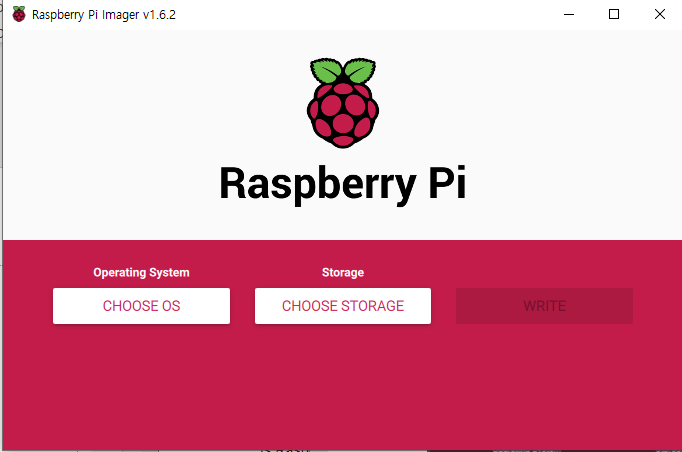 Raspberry Pi Imager v1.6.2
Raspberry Pi
Operating System
Storage
CHOOSE OS
CHOOSE STORAGE
WRITE